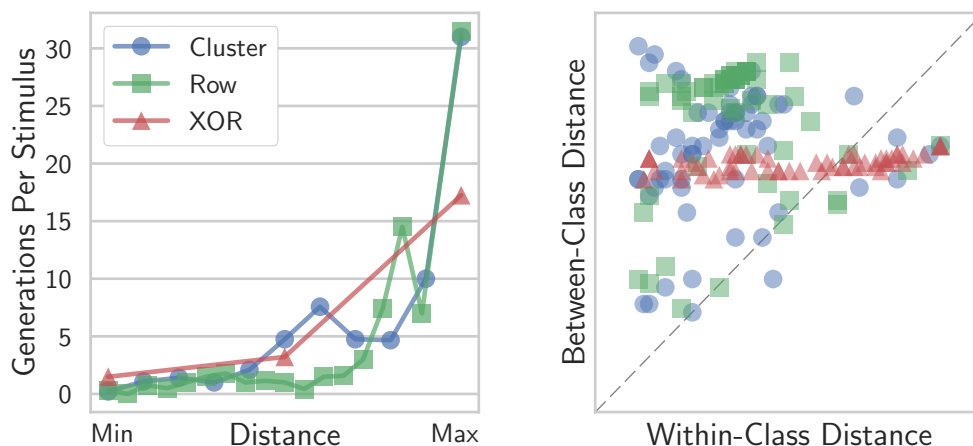 Generations Per Stimulus
30
25
20
15
10
5
0
Cluster
Row
XOR
Min
Distance
Max
Between-Class Distance
Within-Class Distance